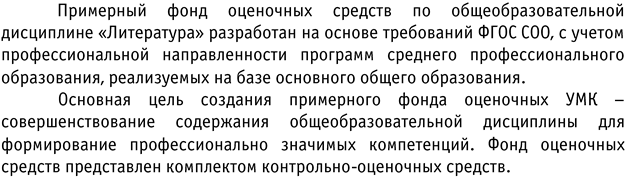 Примерный фонд оценочных средств по общеобразовательной
дисциплине «Литература» разработан на основе требований ФГОС СОО, с учетом
профессиональной направленности программ среднего профессионального
образования, реализуемых на базе основного общего образования.
Основная цель создания примерного фонда оценочных УМК –
совершенствование содержания общеобразовательной дисциплины для
формирование профессионально значимых компетенций. Фонд оценочных
средств представлен комплектом контрольно-оценочных средств.